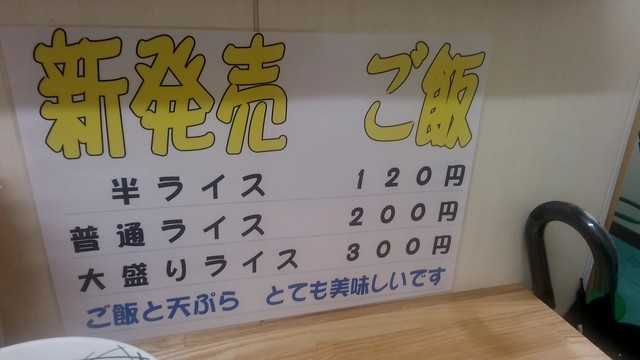 新発売 ご飯
半ライス 120円
普通ライス 200円
大盛りライス 300円
ご飯と天ぷら とても美味しいです